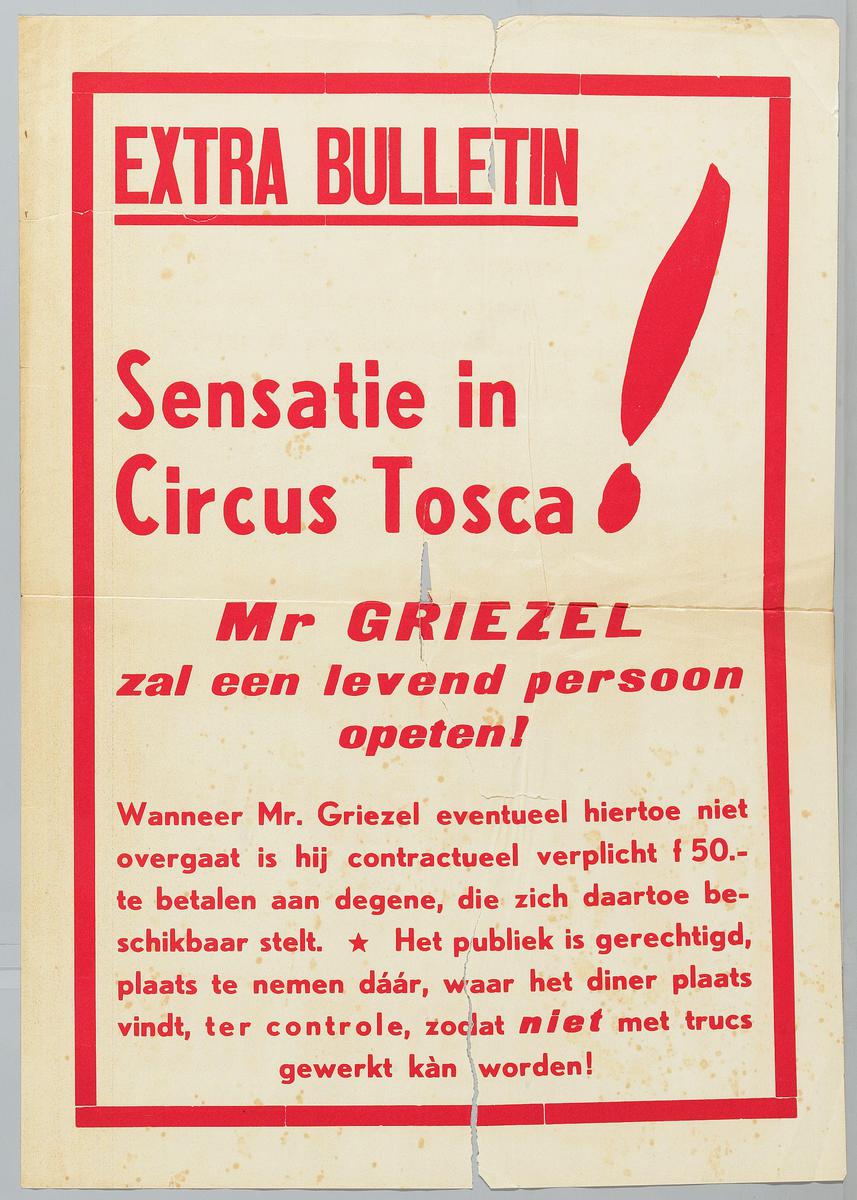 EXTRA BULLETIN
Sensatie in
Circus Tosca!
Mr GRIEZEL
zal een levend persoon
opeten!
Wanneer Mr. Griezel eventueel hiertoe niet
overgaat is hij contractueel verplicht f 50.-
te betalen aan degene, die zich daartoe be-
schikbaar stelt. ★ Het publiek is gerechtigd,
plaats te nemen dáár, waar het diner plaats
vindt, ter controle, zodat niet met trucs
gewerkt kàn worden!